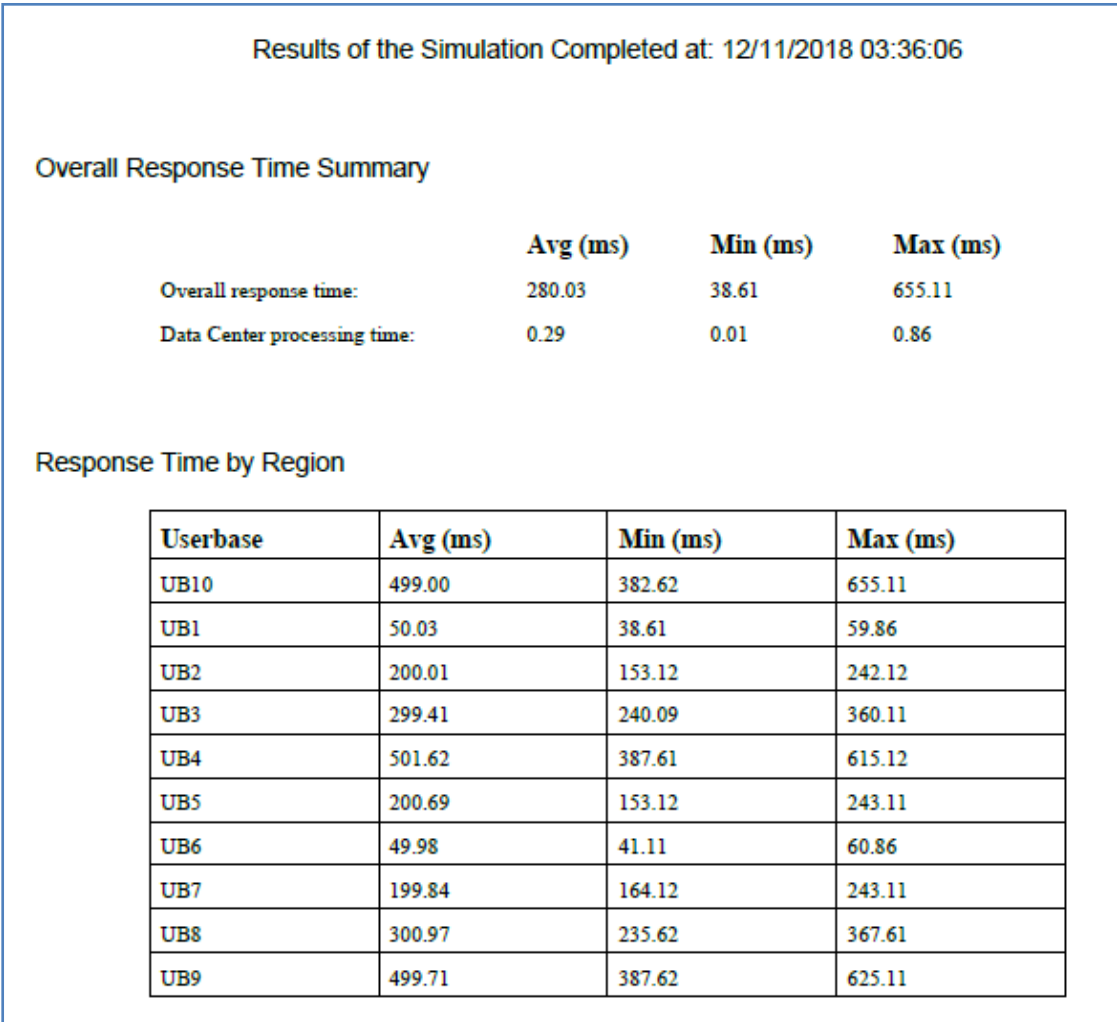 Results of the Simulation Completed at: 12/11/2018 03:36:06
Overall Response Time Summary
Avg (ms) Min (ms) Max (ms)
Overall response time: 280.03 38.61 655.11
Data Center processing time: 0.29 0.01 0.86
Response Time by Region
Userbase Avg (ms) Min (ms) Max (ms)
UB10 499.00 382.62 655.11
UB1 50.03 38.61 59.86
UB2 200.01 153.12 242.12
UB3 299.41 240.09 360.11
UB4 501.62 387.61 615.12
UB5 200.69 153.12 243.11
UB6 49.98 41.11 60.86
UB7 199.84 164.12 243.11
UB8 300.97 235.62 367.61
UB9 499.71 387.62 625.11